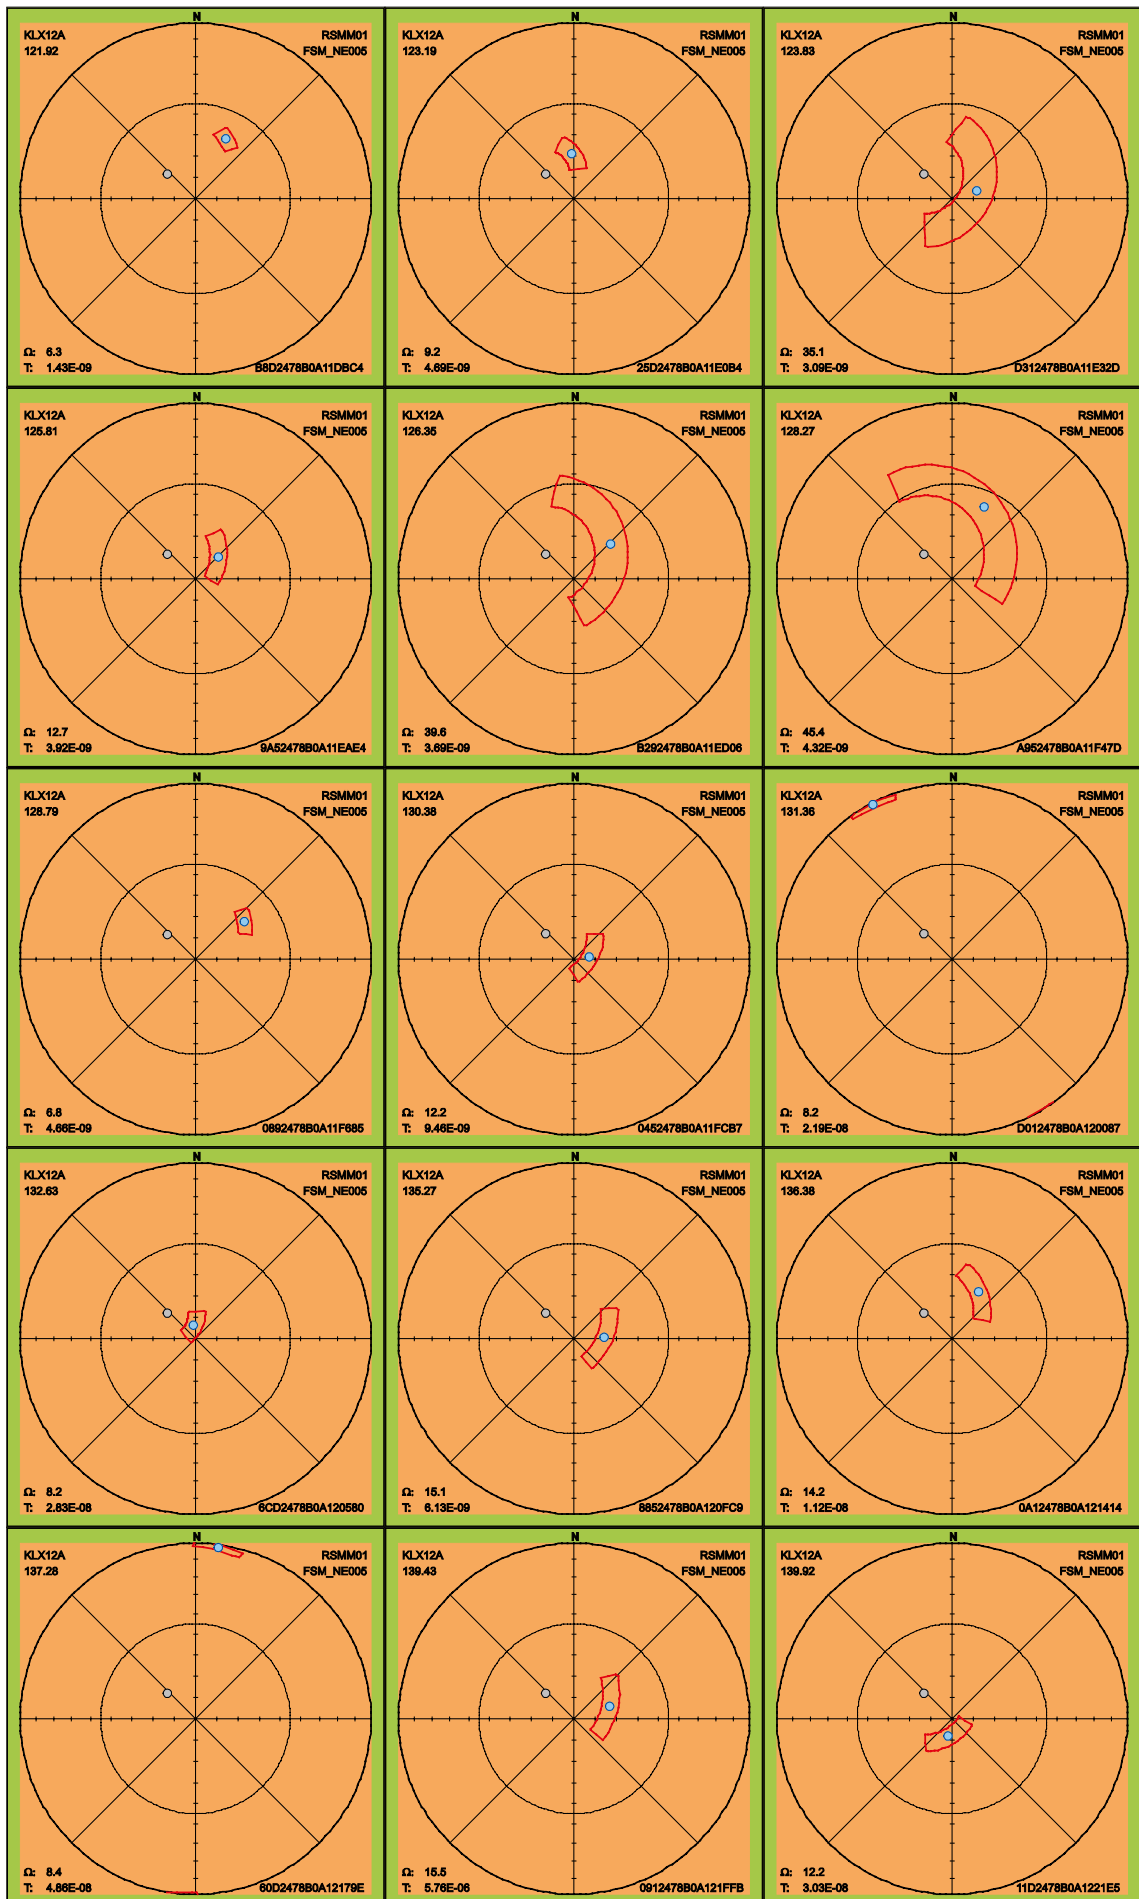 N
KLX12A RSMM01
121.92 FSM_NE005
Ω: 6.3
T: 1.43E-09 B8D2478B0A11DBC4
N
KLX12A RSMM01
123.19 FSM_NE005
Ω: 9.2
T: 4.69E-09 25D2478B0A11E0B4
N
KLX12A RSMM01
123.83 FSM_NE005
Ω: 35.1
T: 3.09E-09 D312478B0A11E32D
N
KLX12A RSMM01
125.81 FSM_NE005
Ω: 12.7
T: 3.92E-09 9A52478B0A11EAE4
N
KLX12A RSMM01
126.35 FSM_NE005
Ω: 39.6
T: 3.69E-09 B292478B0A11ED06
N
KLX12A RSMM01
128.27 FSM_NE005
Ω: 45.4
T: 4.32E-09 A952478B0A11F47D
N
KLX12A RSMM01
128.79 FSM_NE005
Ω: 6.8
T: 4.66E-09 0892478B0A11F685
N
KLX12A RSMM01
130.38 FSM_NE005
Ω: 12.2
T: 9.46E-09 0452478B0A11FCB7
N
KLX12A RSMM01
131.36 FSM_NE005
Ω: 8.2
T: 2.19E-08 D012478B0A120087
N
KLX12A RSMM01
132.63 FSM_NE005
Ω: 8.2
T: 2.83E-08 6CD2478B0A120580
N
KLX12A RSMM01
135.27 FSM_NE005
Ω: 15.1
T: 6.13E-09 8852478B0A120FC9
N
KLX12A RSMM01
136.38 FSM_NE005
Ω: 14.2
T: 1.12E-08 0A12478B0A121414
N
KLX12A RSMM01
137.28 FSM_NE005
Ω: 8.4
T: 4.86E-08 60D2478B0A12179E
N
KLX12A RSMM01
139.43 FSM_NE005
Ω: 15.5
T: 5.76E-06 0912478B0A121FFB
N
KLX12A RSMM01
139.92 FSM_NE005
Ω: 12.2
T: 3.03E-08 11D2478B0A1221E5